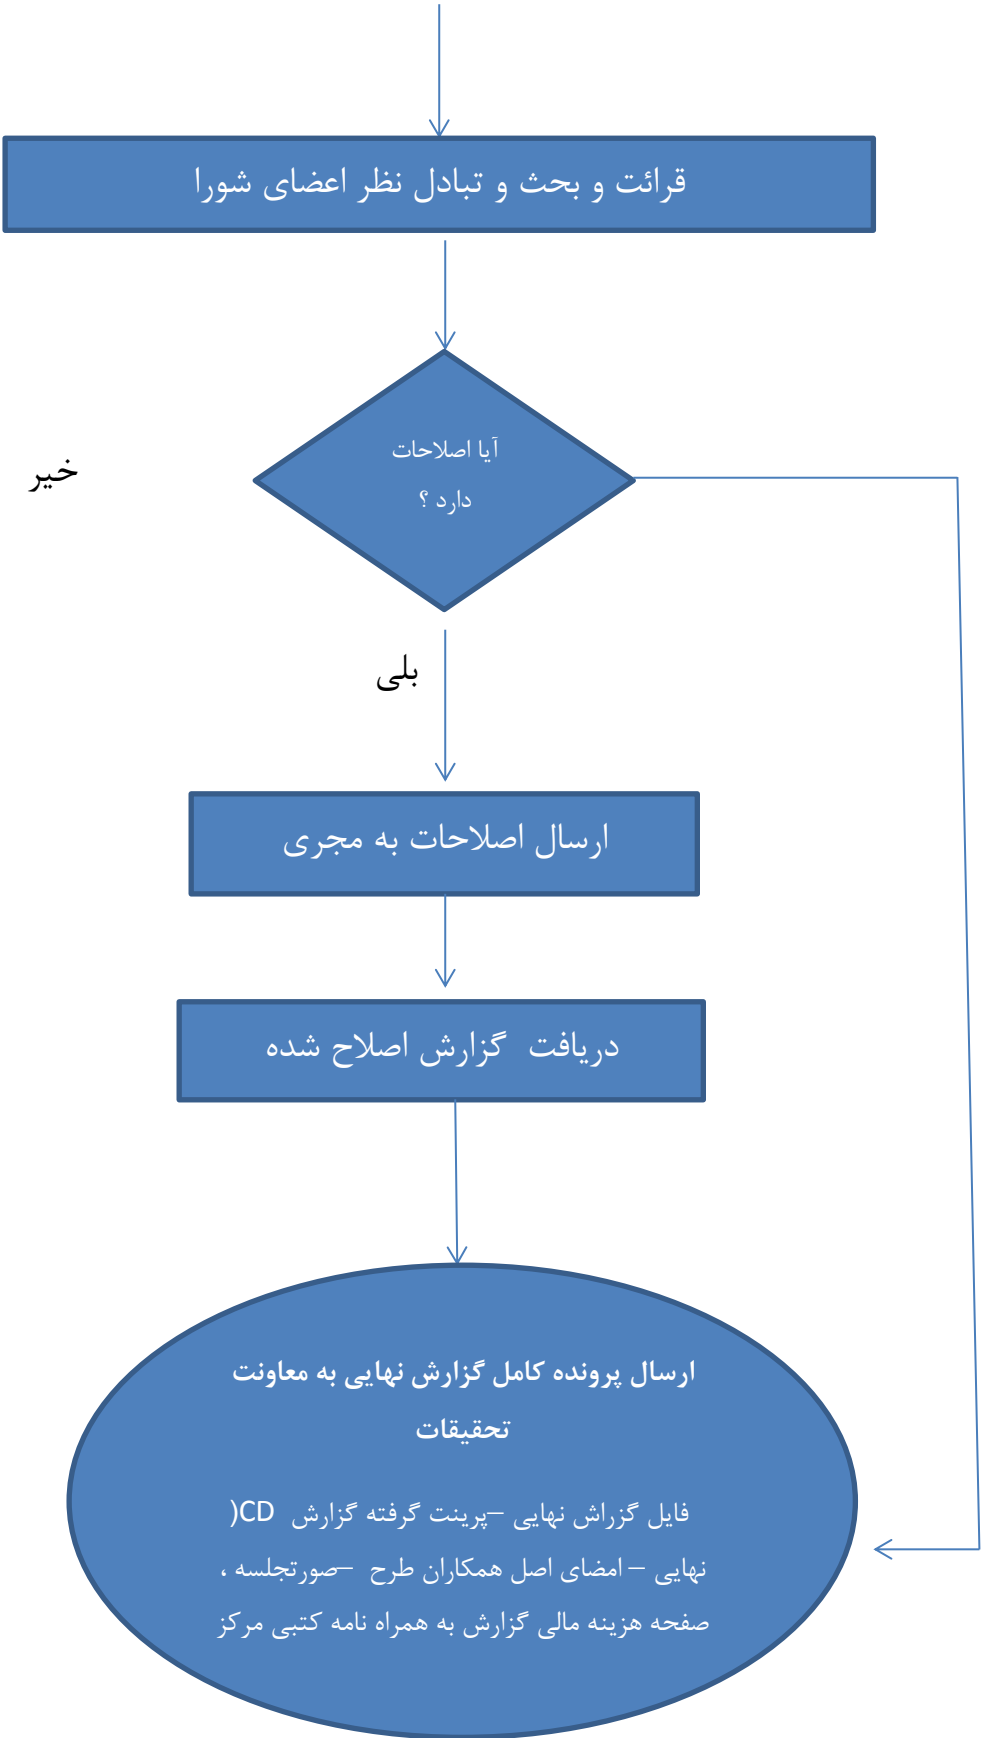 قرائت و بحث و تبادل نظر اعضای شورا
آیا اصلاحات
دارد ؟
خیر
بلی
ارسال اصلاحات به مجری
دریافت گزارش اصلاح شده
ارسال پرونده کامل گزارش نهایی به معاونت
تحقیقات
)CD فایل گزراش نهایی –پرینت گرفته گزارش
نهایی – امضای اصل همکاران طرح –صورتجلسه ،
صفحه هزینه مالی گزارش به همراه نامه کتبی مرکز